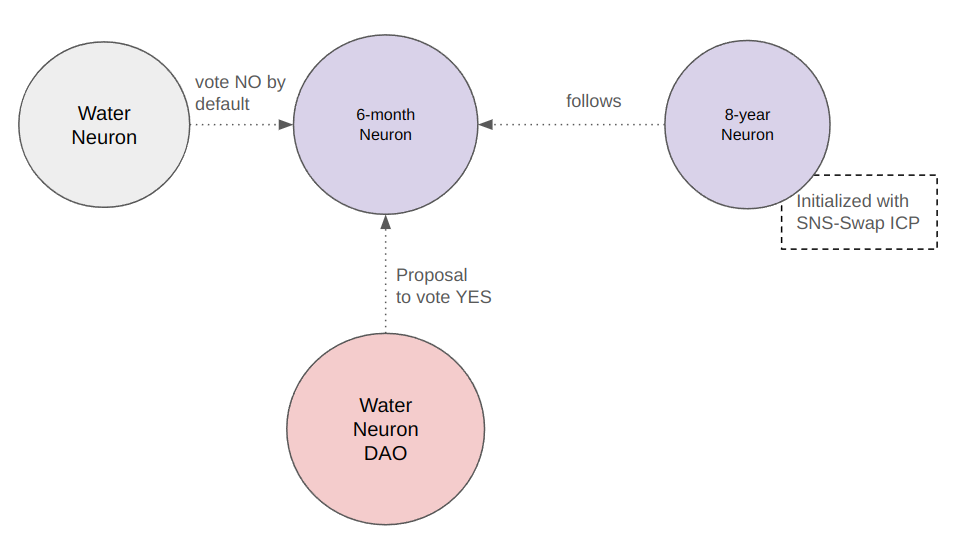 Water
Neuron
vote NO by
default
6-month
Neuron
follows
8-year
Neuron
Initialized with
SNS-Swap ICP
Proposal
to vote YES
Water
Neuron
DAO